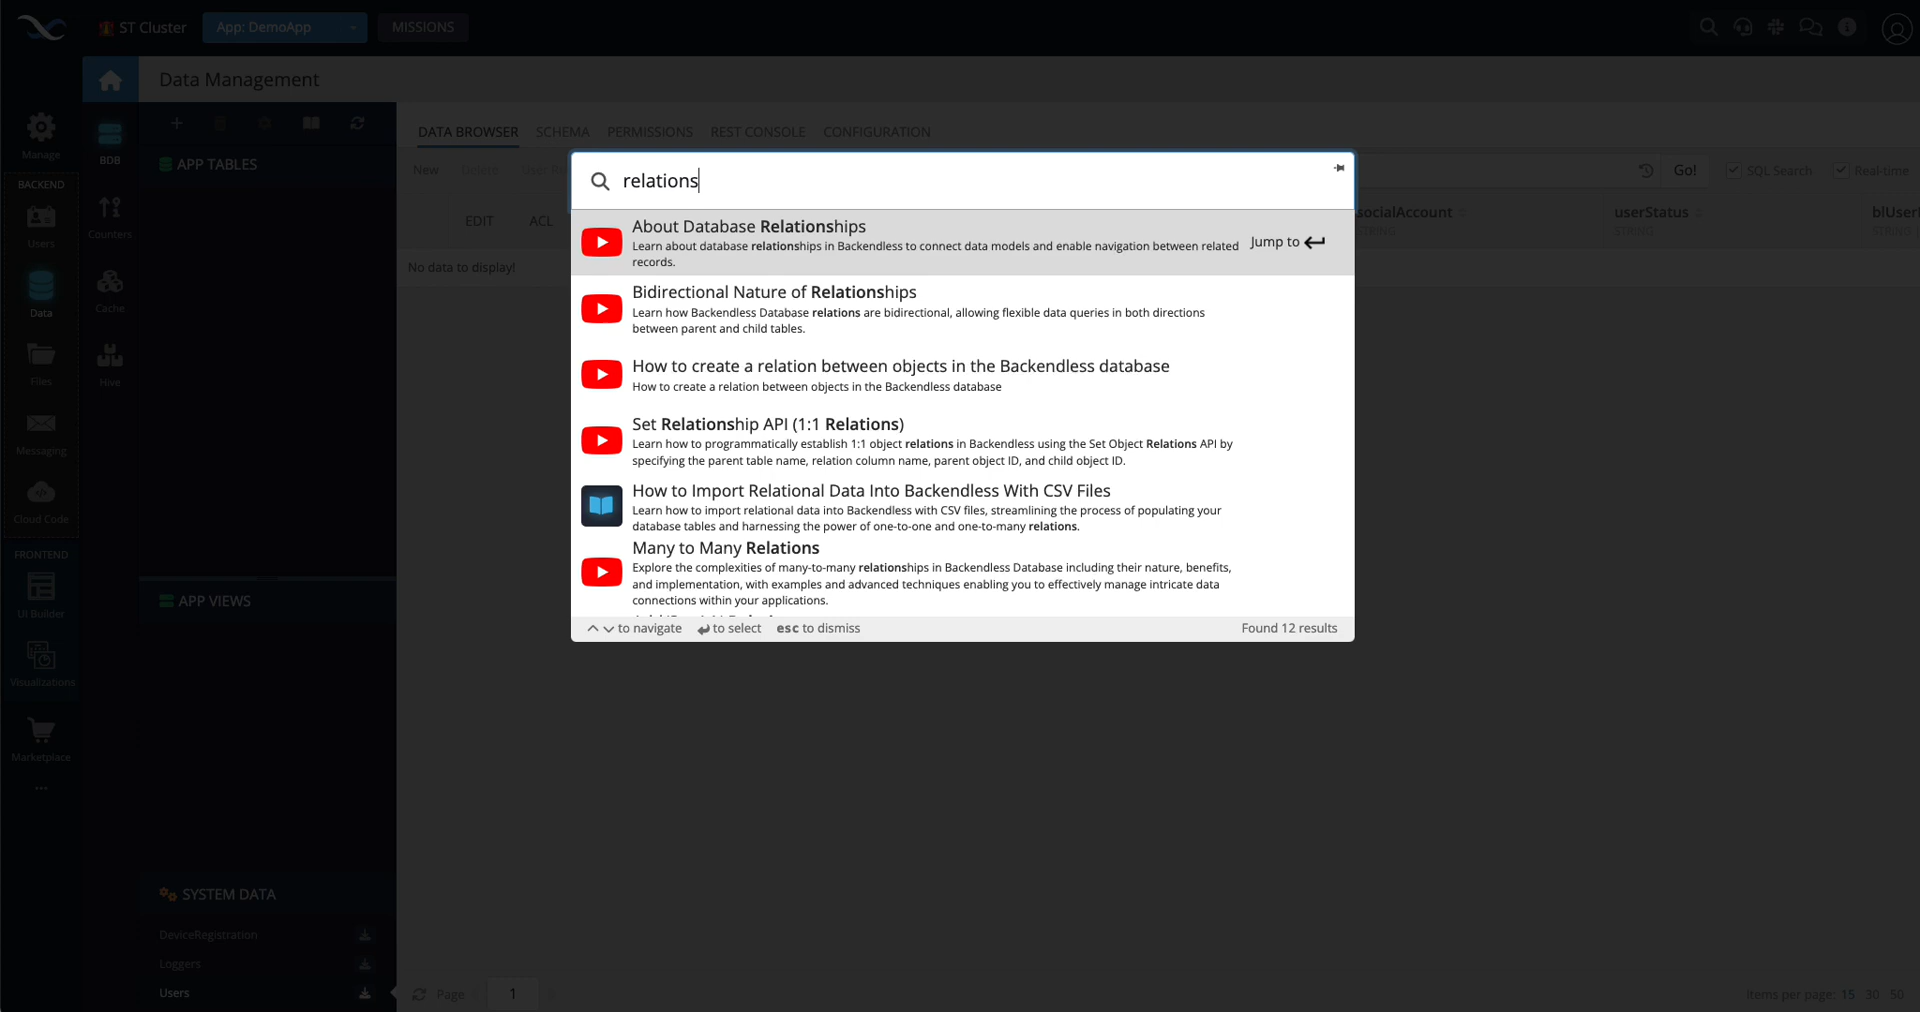 ST Cluster
App: DemoApp
MISSIONS
Data Management
Manage
BACKEND
Users
Data
Files
Messaging
Cloud Code
FRONTEND
UI Builder
Visualizations
Marketplace
BDB
Counters
Cache
Hive
APP TABLES
APP VIEWS
SYSTEM DATA
DeviceRegistration
Loggers
Users
DATA BROWSER SCHEMA PERMISSIONS REST CONSOLE CONFIGURATION
New Delete Go! SQL Search Real-time
EDIT ACL socialAccount userStatus
STRING STRING
No data to display!
relations
About Database Relationships
Learn about database relationships in Backendless to connect data models and enable navigation between related
records.
Jump to
Bidirectional Nature of Relationships
Learn how Backendless Database relations are bidirectional, allowing flexible data queries in both directions
between parent and child tables.
How to create a relation between objects in the Backendless database
How to create a relation between objects in the Backendless database
Set Relationship API (1:1 Relations)
Learn how to programmatically establish 1:1 object relations in Backendless using the Set Object Relations API by
specifying the parent table name, relation column name, parent object ID, and child object ID.
How to Import Relational Data Into Backendless With CSV Files
Learn how to import relational data into Backendless with CSV files, streamlining the process of populating your
database tables and harnessing the power of one-to-one and one-to-many relations.
Many to Many Relations
Explore the complexities of many-to-many relationships in Backendless Database including their nature, benefits,
and implementation, with examples and advanced techniques enabling you to effectively manage intricate data
connections within your applications.
to navigate to select esc to dismiss Found 12 results
Page 1 Items per page: 15 30 50